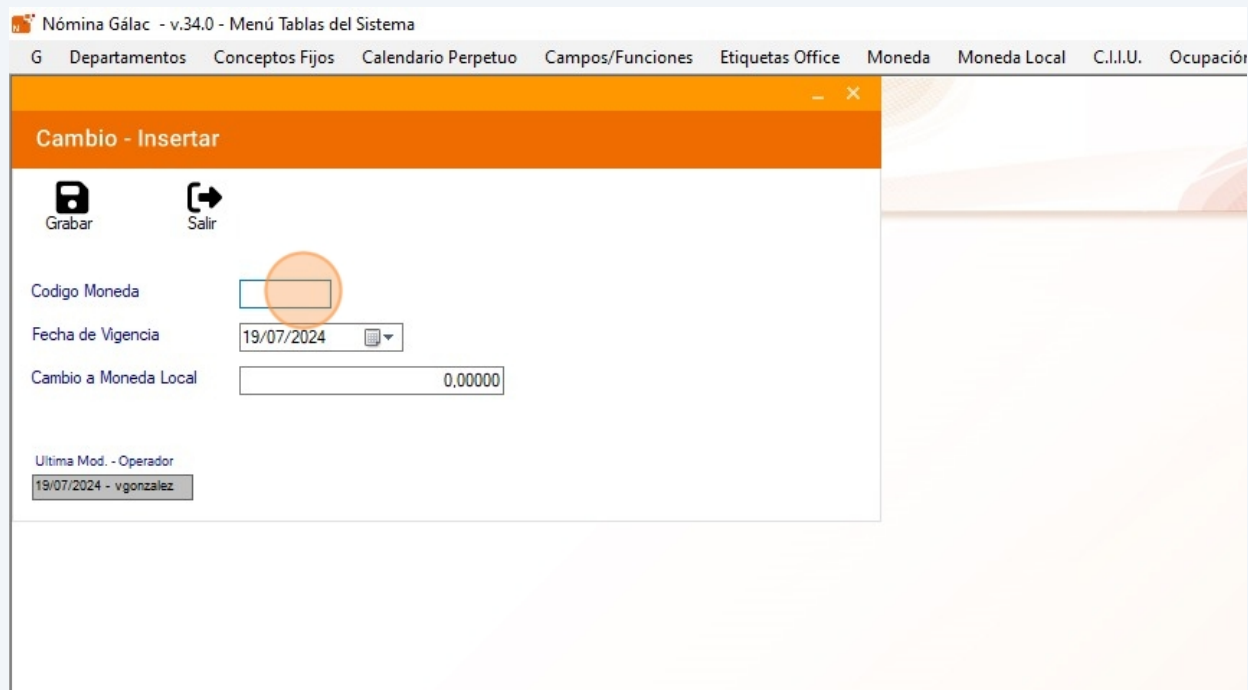 Nómina Gálac - v.34.0 - Menú Tablas del Sistema
G Departamentos Conceptos Fijos Calendario Perpetuo Campos/Funciones Etiquetas Office Moneda Moneda Local C.I.I.U. Ocupación
Cambio - Insertar
Grabar Salir
Codigo Moneda
Fecha de Vigencia 19/07/2024
Cambio a Moneda Local 0,00000
Ultima Mod. - Operador
19/07/2024 - vgonzalez